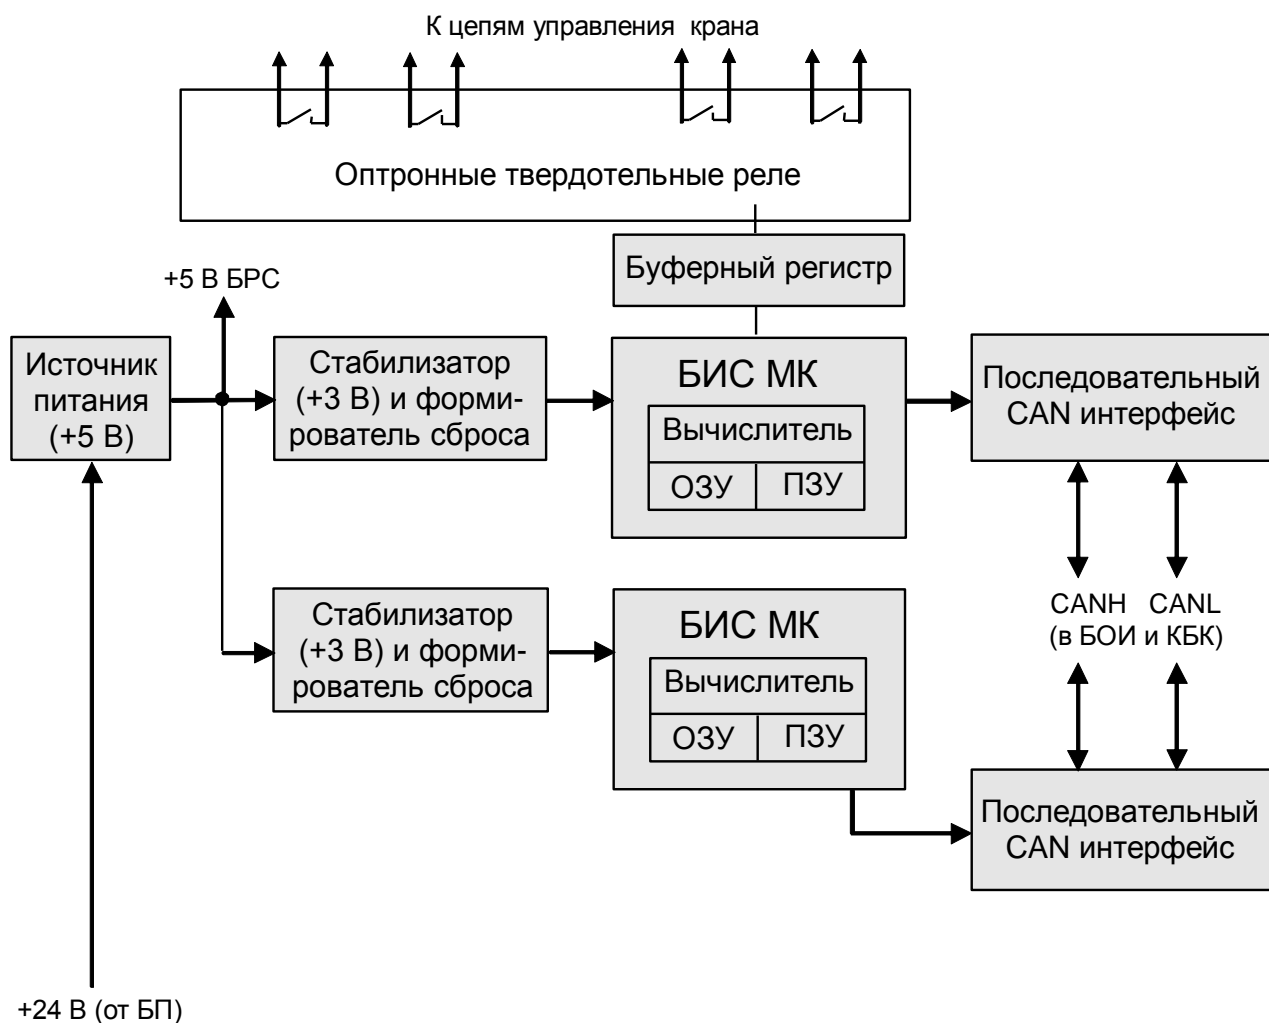 К цепям управления крана
Оптронные твердотельные реле
Буферный регистр
+5 В БРС
Источник
питания
(+5 В)
Стабилизатор
(+3 В) и форми-
рователь сброса
БИС МК
Вычислитель
ОЗУ ПЗУ
Последовательный
CAN интерфейс
Стабилизатор
(+3 В) и форми-
рователь сброса
БИС МК
Вычислитель
ОЗУ ПЗУ
CANH CANL
(в БОИ и КБК)
Последовательный
CAN интерфейс
+24 В (от БП)